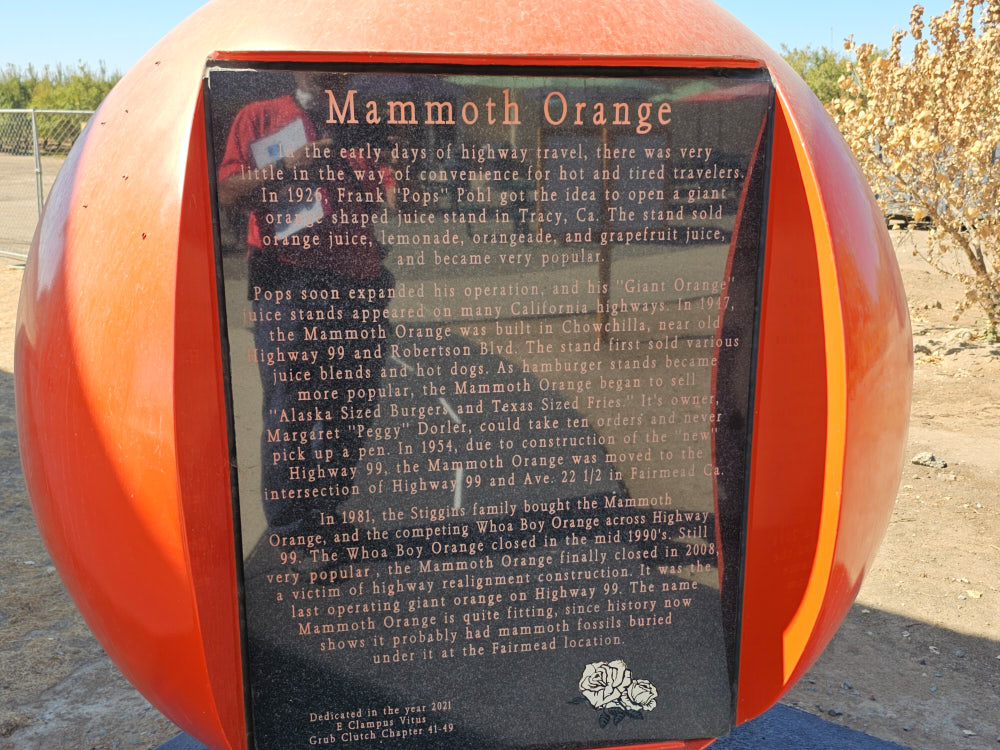 Mammoth Orange
In the early days of highway travel, there was very
little in the way of convenience for hot and tired travelers.
In 1926, Frank "Pops" Pohl got the idea to open a giant
orange shaped juice stand in Tracy, Ca. The stand sold
orange juice, lemonade, orangeade, and grapefruit juice,
and became very popular.
Pops soon expanded his operation, and his "Giant Orange"
juice stands appeared on many California highways. In 1947,
the Mammoth Orange was built in Chowchilla, near old
Highway 99 and Robertson Blvd. The stand first sold various
juice blends and hot dogs. As hamburger stands became
more popular, the Mammoth Orange began to sell
"Alaska Sized Burgers and Texas Sized Fries." It's owner,
Margaret "Peggy" Dorler, could take ten orders and never
pick up a pen. In 1954, due to construction of the "new"
Highway 99, the Mammoth Orange was moved to the
intersection of Highway 99 and Ave. 22 1/2 in Fairmead Ca.
In 1981, the Stiggins family bought the Mammoth
Orange, and the competing Whoa Boy Orange across Highway
99. The Whoa Boy Orange closed in the mid 1990's. Still
very popular , the Mammoth Orange finally closed in 2008,
a victim of highway realignment construction. It was the
last operating giant orange on Highway 99. The name
Mammoth Orange is quite fitting, since history now
shows it probably had mammoth fossils buried
under it at the Fairmead location.
Dedicated in the year 2021
E Clampus Vitus
Grub Clutch Chapter 41-49